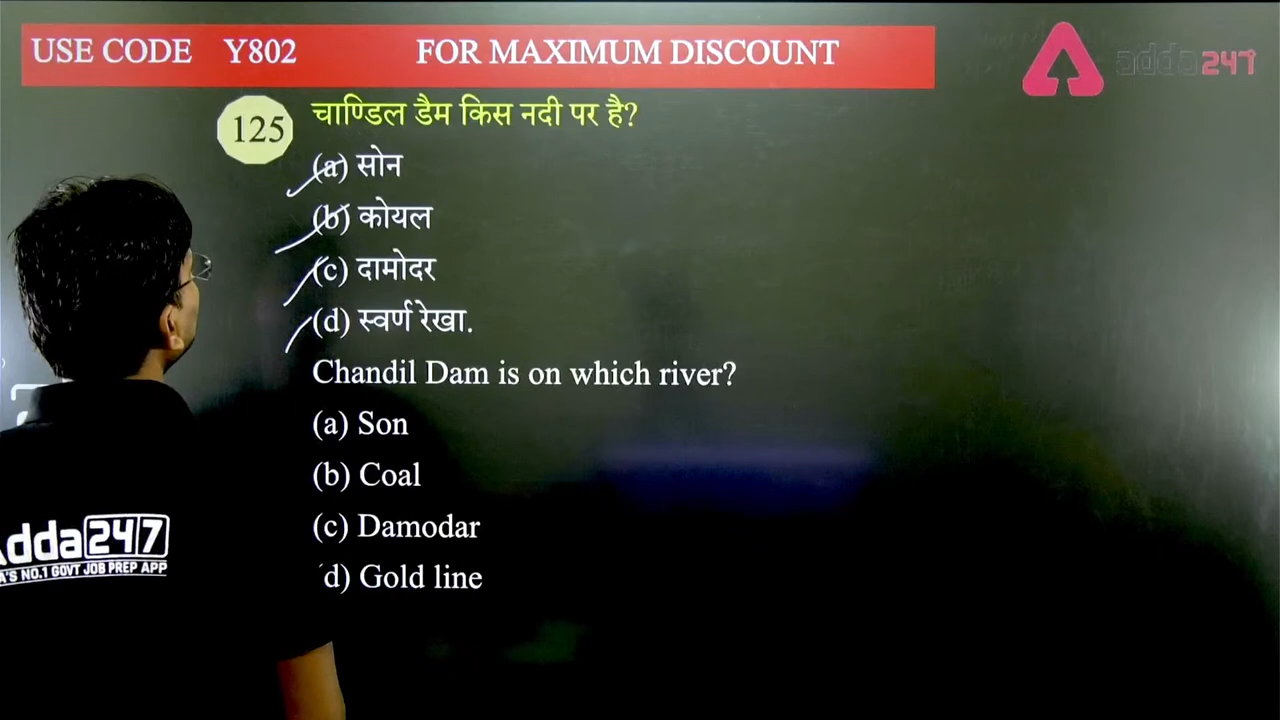 USE CODE Y802 FOR MAXIMUM DISCOUNT
adda247
125 चाण्डिल डैम किस नदी पर है?
(a) सोन
(b) कोयल
(c) दामोदर
(d) स्वर्ण रेखा.
Chandil Dam is on which river?
(a) Son
(b) Coal
(c) Damodar
d) Gold line
adda247
A'S NO.1 GOVT JOB PREP APP